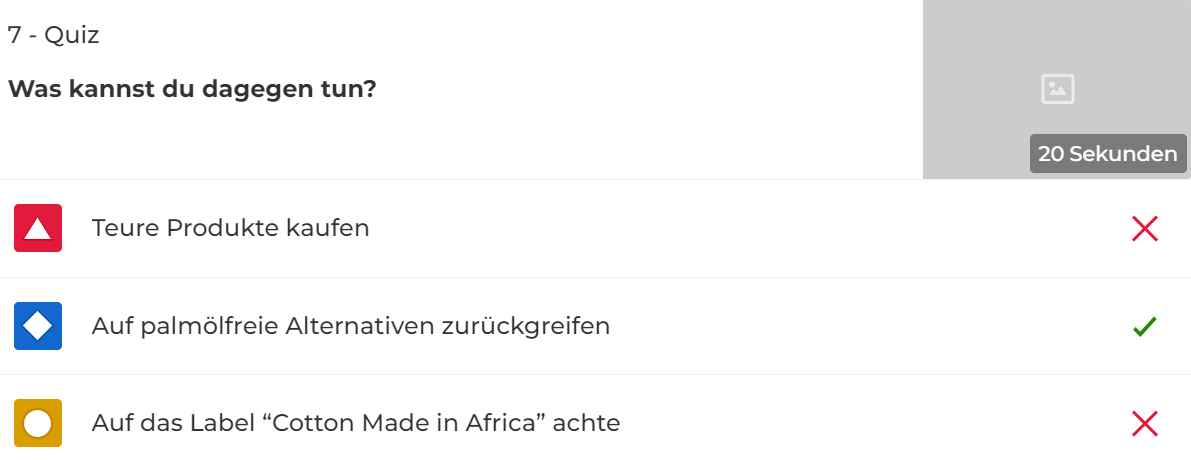 7 - Quiz
Was kannst du dagegen tun?
20 Sekunden
Teure Produkte kaufen
Auf palmölfreie Alternativen zurückgreifen
Auf das Label “Cotton Made in Africa” achte